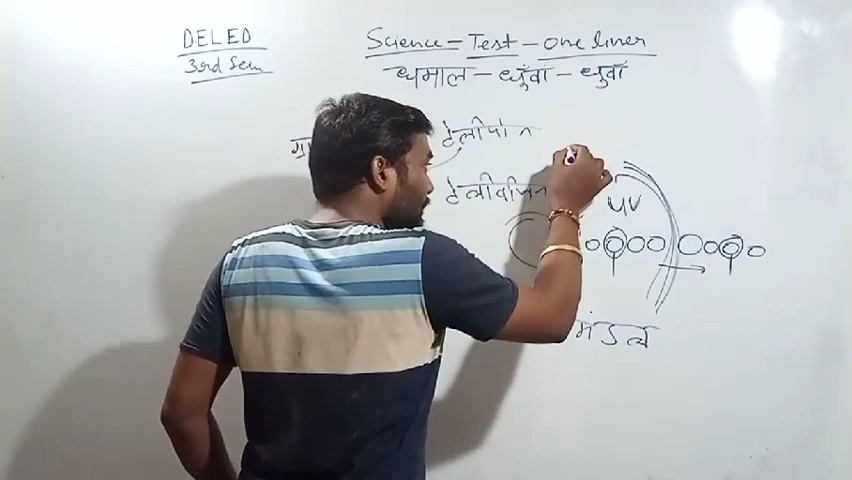 DELED
3rd Sem
Science - Test - one liner
धमाल - धुँवा - धुवाँ
टेलीफोन
टेलीविजन
UV
मंडल